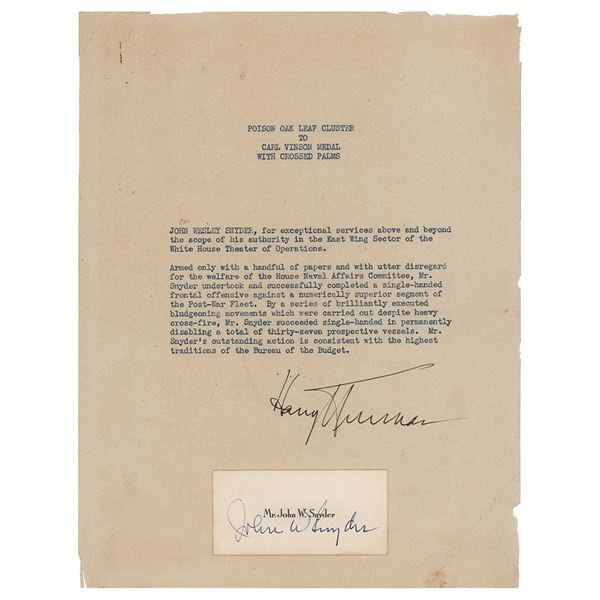 POISON OAK LEAF CLUSTER
TO
CARL VINSON MEDAL
WITH CROSSED PALMS
JOHN WESLEY SNYDER, for exceptional services above and beyond
the scope of his authority in the East Wing Sector of the
White House Theater of Operations.
Armed only with a handful of papers and with utter disregard
for the welfare of the House Naval Affairs Committee, Mr.
Snyder undertook and successfully completed a single-handed
frontal offensive against a numerically superior segment of
the Post-War Fleet. By a series of brilliantly executed
bludgeoning movements which were carried out despite heavy
cross-fire, Mr. Snyder succeeded single-handed in permanently
disabling a total of thirty-seven prospective vessels. Mr.
Snyder's outstanding action is consistent with the highest
traditions of the Bureau of the Budget.
Harry Truman
Mr. John W. Snyder
John W Snyder